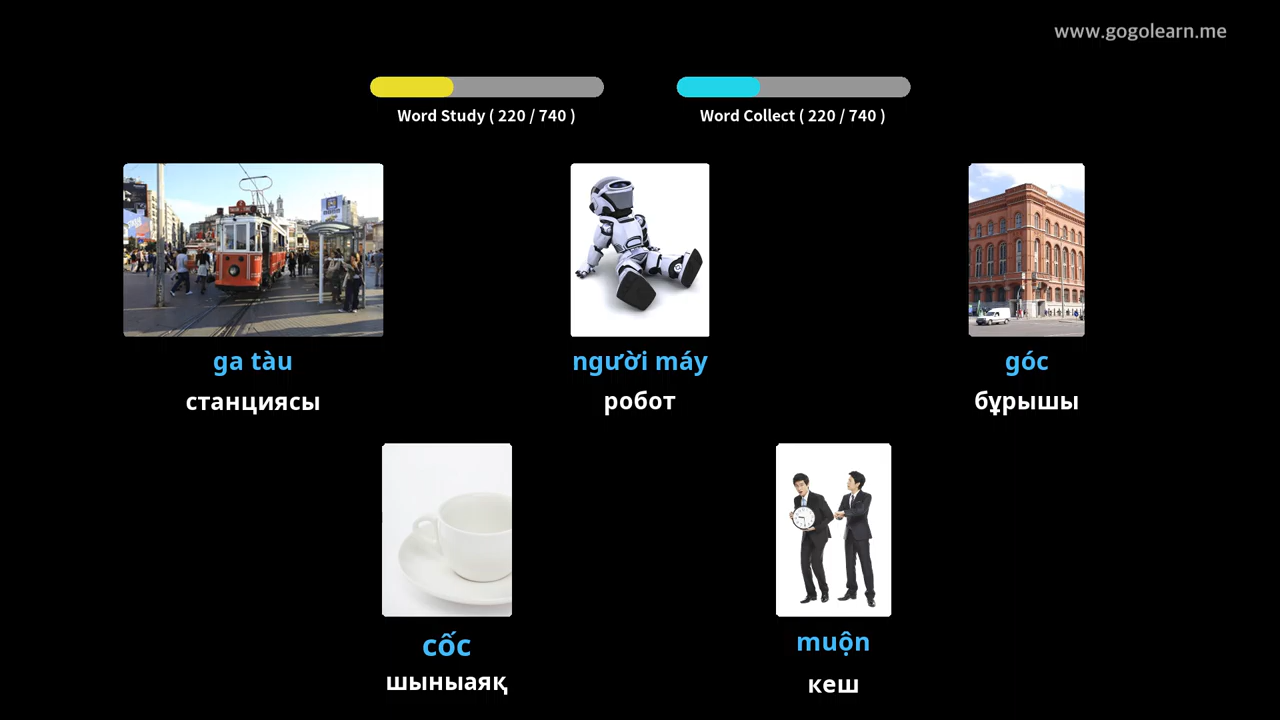 www.gogolearn.me
Word Study ( 220 / 740 )
Word Collect ( 220 / 740 )
ga tàu
người máy
góc
станциясы
робот
бұрышы
cốc
muộn
шыныаяқ
кеш